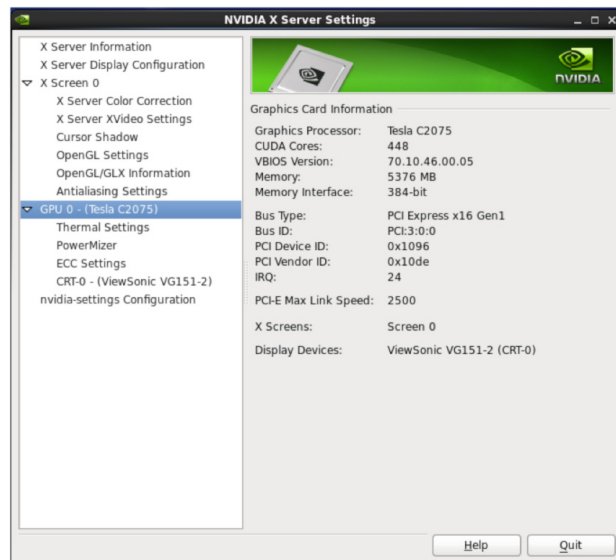 NVIDIA X Server Settings
X Server Information
X Server Display Configuration
X Screen 0
X Server Color Correction
X Server XVideo Settings
Cursor Shadow
OpenGL Settings
OpenGL/GLX Information
Antialiasing Settings
GPU 0 - (Tesla C2075)
Thermal Settings
PowerMizer
ECC Settings
CRT-0 - (ViewSonic VG151-2)
nvidia-settings Configuration
NVIDIA
Graphics Card Information
Graphics Processor: Tesla C2075
CUDA Cores: 448
VBIOS Version: 70.10.46.00.05
Memory: 5376 MB
Memory Interface: 384-bit
Bus Type: PCI Express x16 Gen1
Bus ID: PCI:3:0:0
PCI Device ID: 0x1096
PCI Vendor ID: 0x10de
IRQ: 24
PCI-E Max Link Speed: 2500
X Screens: Screen 0
Display Devices: ViewSonic VG151-2 (CRT-0)
Help Quit